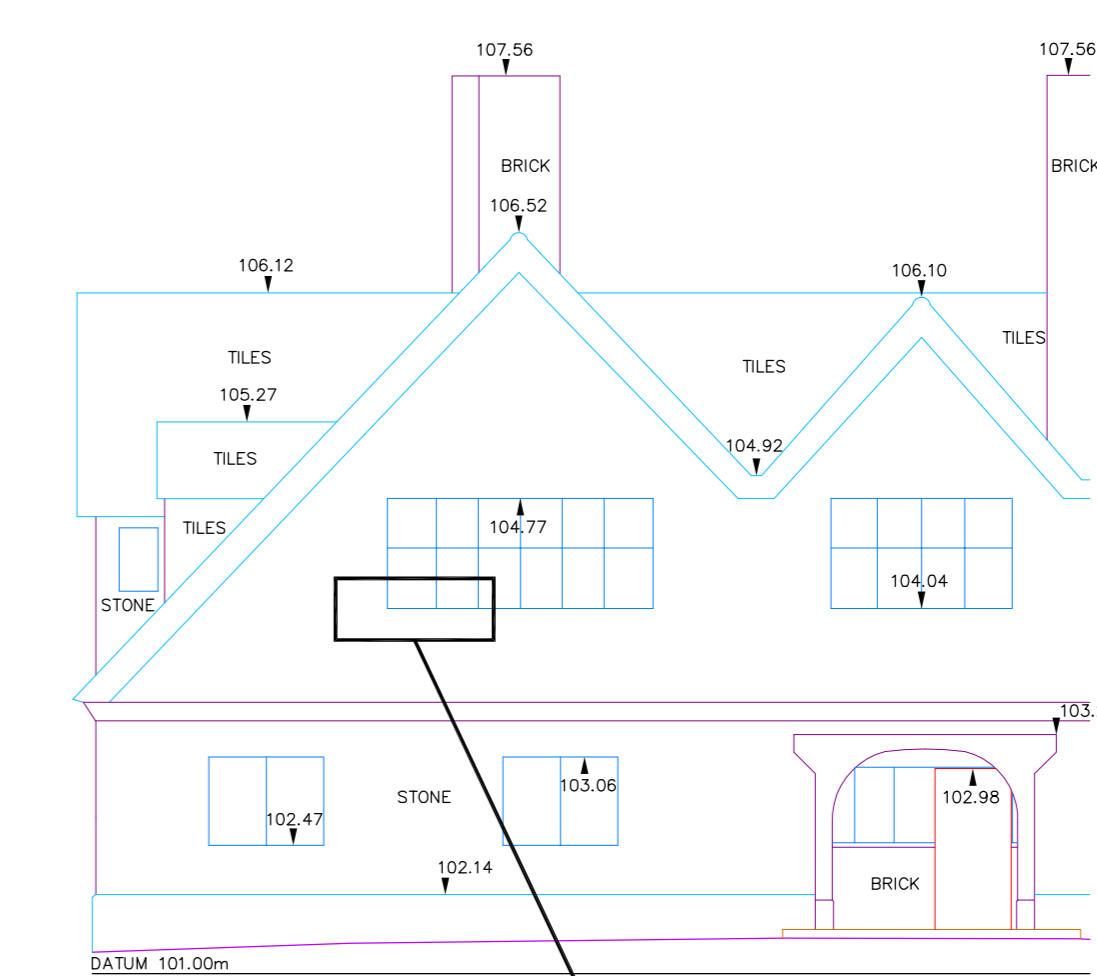 107.56
107.56
BRICK
BRICK
106.52
106.12
106.10
TILES
TILES
TILES
105.27
104.92
TILES
104.77
TILES
104.04
STONE
103.
103.06
STONE
102.98
102.47
102.14
BRICK
DATUM 101.00m